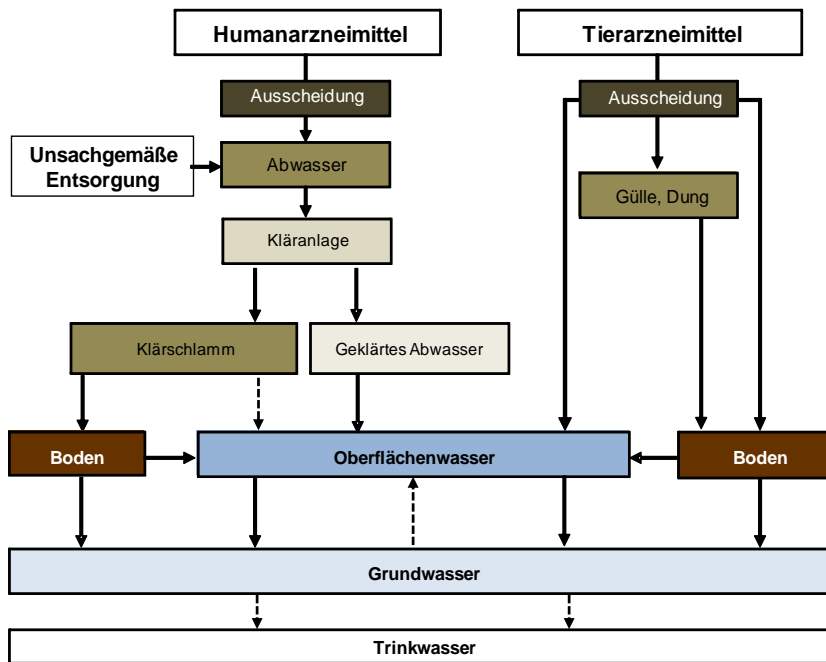 Humanarzneimittel
Tierarzneimittel
Ausscheidung
Ausscheidung
Unsachgemäße
Entsorgung
Abwasser
Gülle, Dung
Kläranlage
Klärschlamm
Geklärtes Abwasser
Boden
Oberflächenwasser
Boden
Grundwasser
Trinkwasser